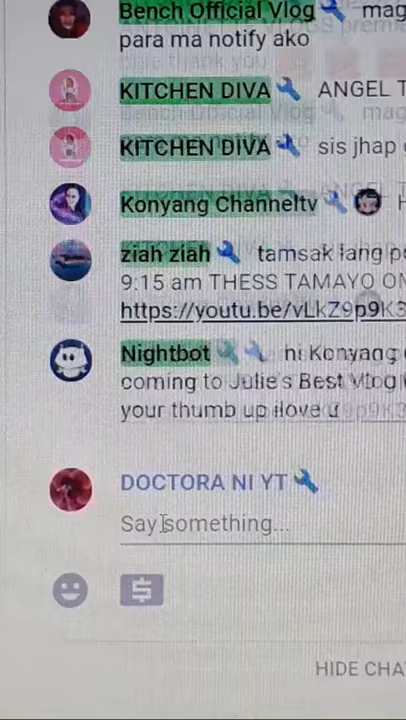 Bench Official Vlog mag
para ma notify ako
KITCHEN DIVA ANGEL T
KITCHEN DIVA sis jhap
Konyang Channeltv
ziah ziah tamsak lang
9:15 am THESS TAMAYO ON
https://youtu.be/vLkZ9p9K3
Nightbot hi Konyang
coming to Julie's Best Vlog
your thumb up ilove u
DOCTORA NI YT
Say something...
HIDE CHA